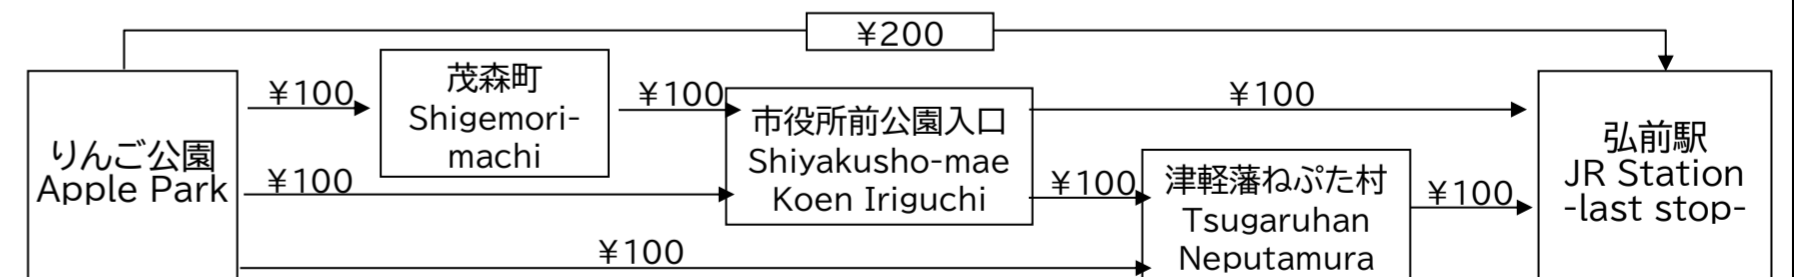 ¥200
りんご公園
Apple Park
¥100
茂森町
Shigemori-
machi
¥100
市役所前公園入口
Shiyakusho-mae
Koen Iriguchi
¥100
弘前駅
JR Station
-last stop-
¥100
¥100
津軽藩ねぷた村
Tsugaruhan
Neputamura
¥100
¥100